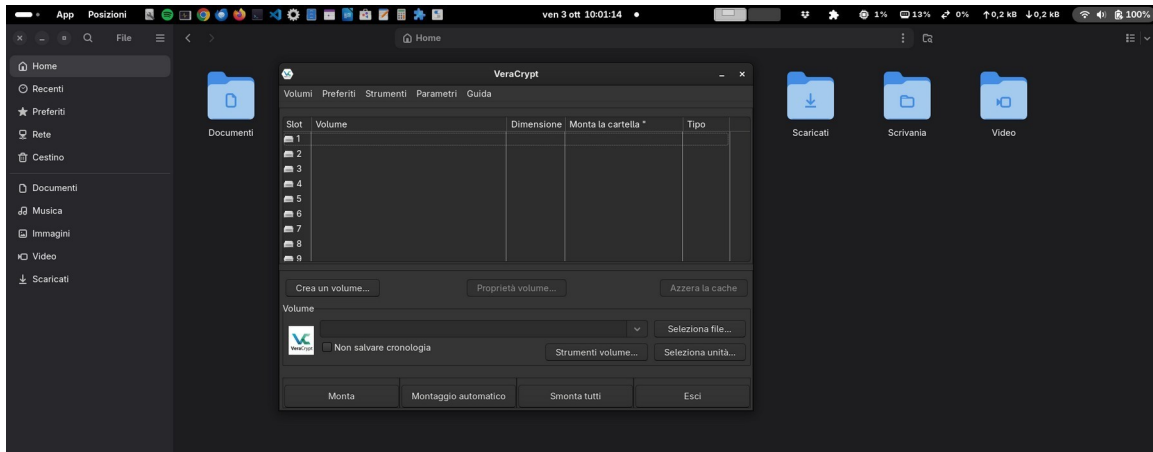 App Posizioni ven 3 ott 10:01:14 1% 13% 0% ↑0,2 kB ↓0,2 kB 100%
File Home
Home
Recenti
Preferiti
Rete
Cestino
Documenti
Musica
Immagini
Video
Scaricati
Documenti
Scaricati
Scrivania
Video
VeraCrypt
Volumi Preferiti Strumenti Parametri Guida
Slot Volume Dimensione Monta la cartella * Tipo
1
2
3
4
5
6
7
8
9
Crea un volume... Proprietà volume... Azzera la cache
Volume
Seleziona file...
VeraCrypt
Non salvare cronologia
Strumenti volume... Seleziona unità...
Monta Montaggio automatico Smonta tutti Esci